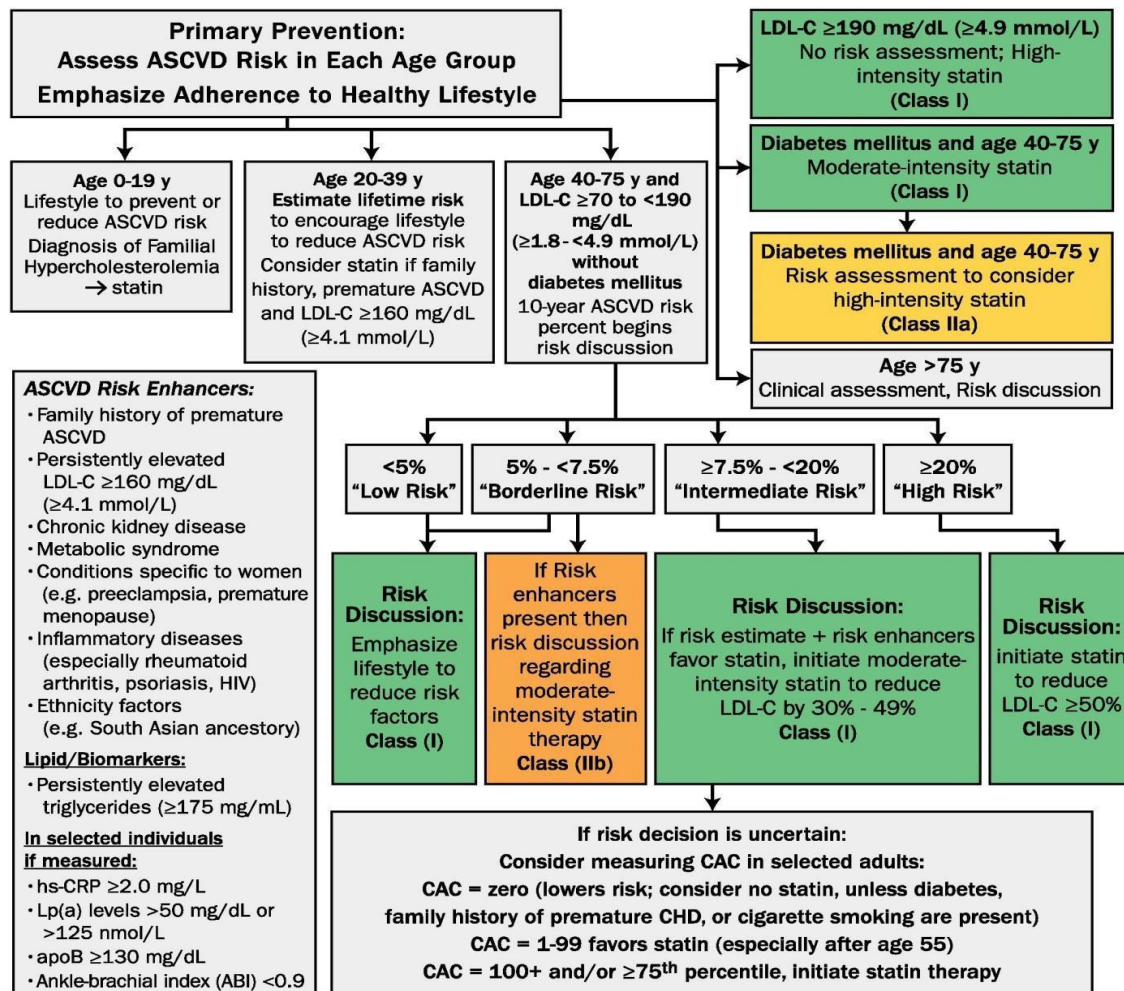 Primary Prevention:
Assess ASCVD Risk in Each Age Group
Emphasize Adherence to Healthy Lifestyle
LDL-C ≥190 mg/dL (≥4.9 mmol/L)
No risk assessment; High-
intensity statin
(Class I)
Diabetes mellitus and age 40-75 y
Moderate-intensity statin
(Class I)
Diabetes mellitus and age 40-75 y
Risk assessment to consider
high-intensity statin
(Class IIa)
Age >75 y
Clinical assessment, Risk discussion
Age 0-19 y
Lifestyle to prevent or
reduce ASCVD risk
Diagnosis of Familial
Hypercholesterolemia
→ statin
Age 20-39 y
Estimate lifetime risk
to encourage lifestyle
to reduce ASCVD risk
Consider statin if family
history, premature ASCVD
and LDL-C ≥160 mg/dL
(≥4.1 mmol/L)
Age 40-75 y and
LDL-C ≥70 to <190
mg/dL
(≥1.8 - <4.9 mmol/L)
without
diabetes mellitus
10-year ASCVD risk
percent begins
risk discussion
ASCVD Risk Enhancers:
· Family history of premature
ASCVD
· Persistently elevated
LDL-C ≥160 mg/dL
(≥4.1 mmol/L)
· Chronic kidney disease
· Metabolic syndrome
· Conditions specific to women
(e.g. preeclampsia, premature
menopause)
· Inflammatory diseases
(especially rheumatoid
arthritis, psoriasis, HIV)
· Ethnicity factors
(e.g. South Asian ancestory)
Lipid/Biomarkers:
· Persistently elevated
triglycerides (≥175 mg/mL)
In selected individuals
if measured:
· hs-CRP ≥2.0 mg/L
· Lp(a) levels >50 mg/dL or
>125 nmol/L
· apoB ≥130 mg/dL
· Ankle-brachial index (ABI) <0.9
<5%
“Low Risk”
5% - <7.5%
“Borderline Risk”
≥7.5% - <20%
“Intermediate Risk”
≥20%
“High Risk”
Risk
Discussion:
Emphasize
lifestyle to
reduce risk
factors
Class (I)
If Risk
enhancers
present then
risk discussion
regarding
moderate-
intensity statin
therapy
Class (IIb)
Risk Discussion:
If risk estimate + risk enhancers
favor statin, initiate moderate-
intensity statin to reduce
LDL-C by 30% - 49%
Class (I)
Risk
Discussion:
initiate statin
to reduce
LDL-C ≥50%
Class (I)
If risk decision is uncertain:
Consider measuring CAC in selected adults:
CAC = zero (lowers risk; consider no statin, unless diabetes,
family history of premature CHD, or cigarette smoking are present)
CAC = 1-99 favors statin (especially after age 55)
CAC = 100+ and/or ≥75th percentile, initiate statin therapy